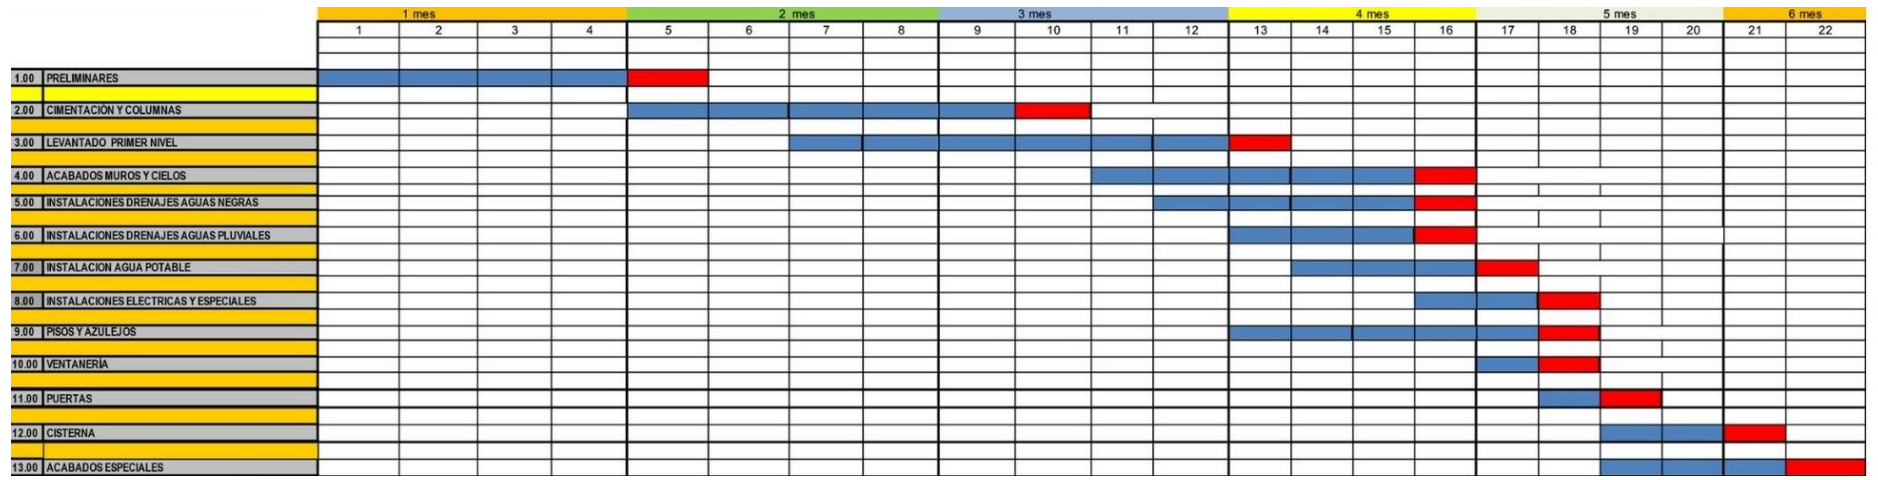 1 mes 2 mes 3 mes 4 mes 5 mes 6 mes
1 2 3 4 5 6 7 8 9 10 11 12 13 14 15 16 17 18 19 20 21 22
1.00 PRELIMINARES
2.00 CIMENTACIÓN Y COLUMNAS
3.00 LEVANTADO PRIMER NIVEL
4.00 ACABADOS MUROS Y CIELOS
5.00 INSTALACIONES DRENAJES AGUAS NEGRAS
6.00 INSTALACIONES DRENAJES AGUAS PLUVIALES
7.00 INSTALACION AGUA POTABLE
8.00 INSTALACIONES ELECTRICAS Y ESPECIALES
9.00 PISOS Y AZULEJOS
10.00 VENTANERÍA
11.00 PUERTAS
12.00 CISTERNA
13.00 ACABADOS ESPECIALES